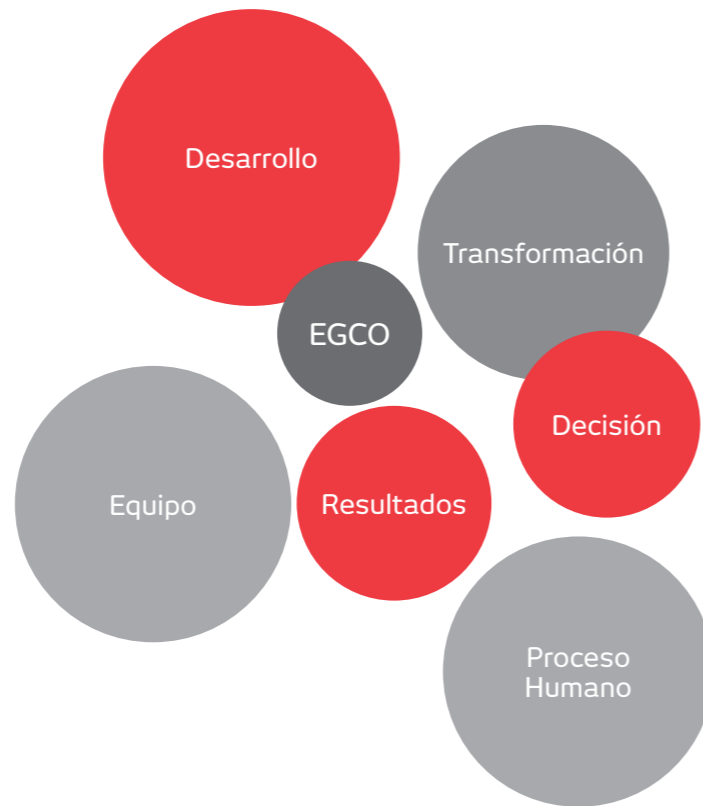 Desarrollo
Transformación
EGCO
Decisión
Equipo
Resultados
Proceso
Humano